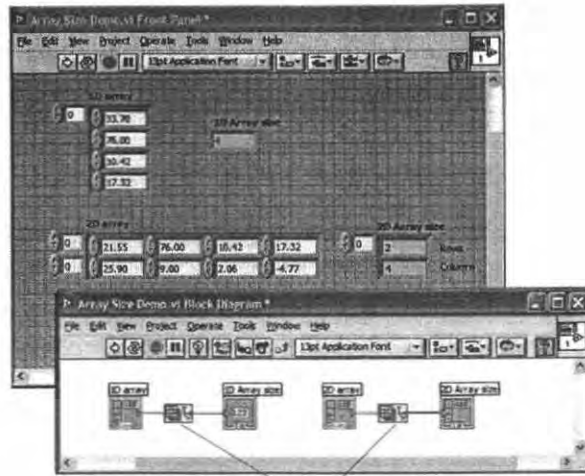 Array Size Demo.vi Front Panel *
File Edit View Project Operate Tools Window Help
13pt Application Font
1D array
0
33.70
76.00
10.42
17.32
1D Array size
4
2D array
0 21.55 76.00 10.42 17.32
0 25.90 9.00 2.06 -4.77
2D Array size
0 2 Rows
4 Column
Array Size Demo.vi Block Diagram *
File Edit View Project Operate Tools Window Help
13pt Application Font
1D array
1D Array size
2D array
2D Array size